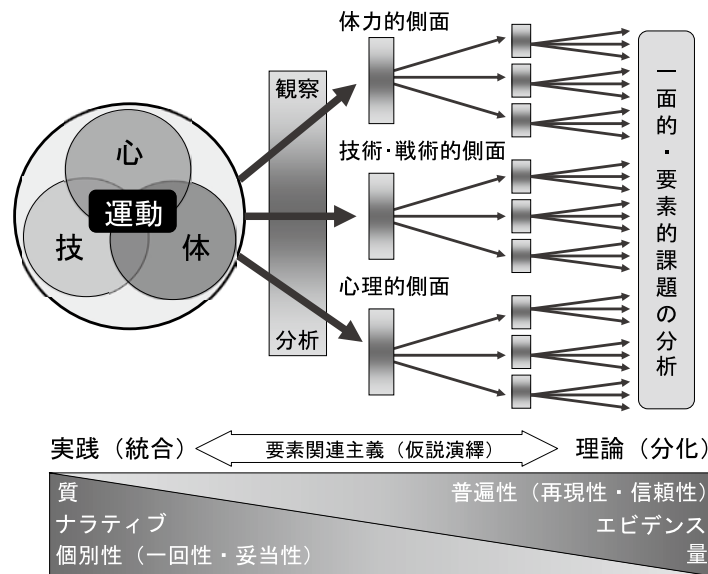 体力的側面
観察
心
運動
技
体
技術・戦術的側面
心理的側面
分析
一面的・要素的課題の分析
実践（統合）
要素関連主義（仮説演繹）
理論（分化）
質
ナラティブ
個別性（一回性・妥当性）
普遍性（再現性・信頼性）
エビデンス
量